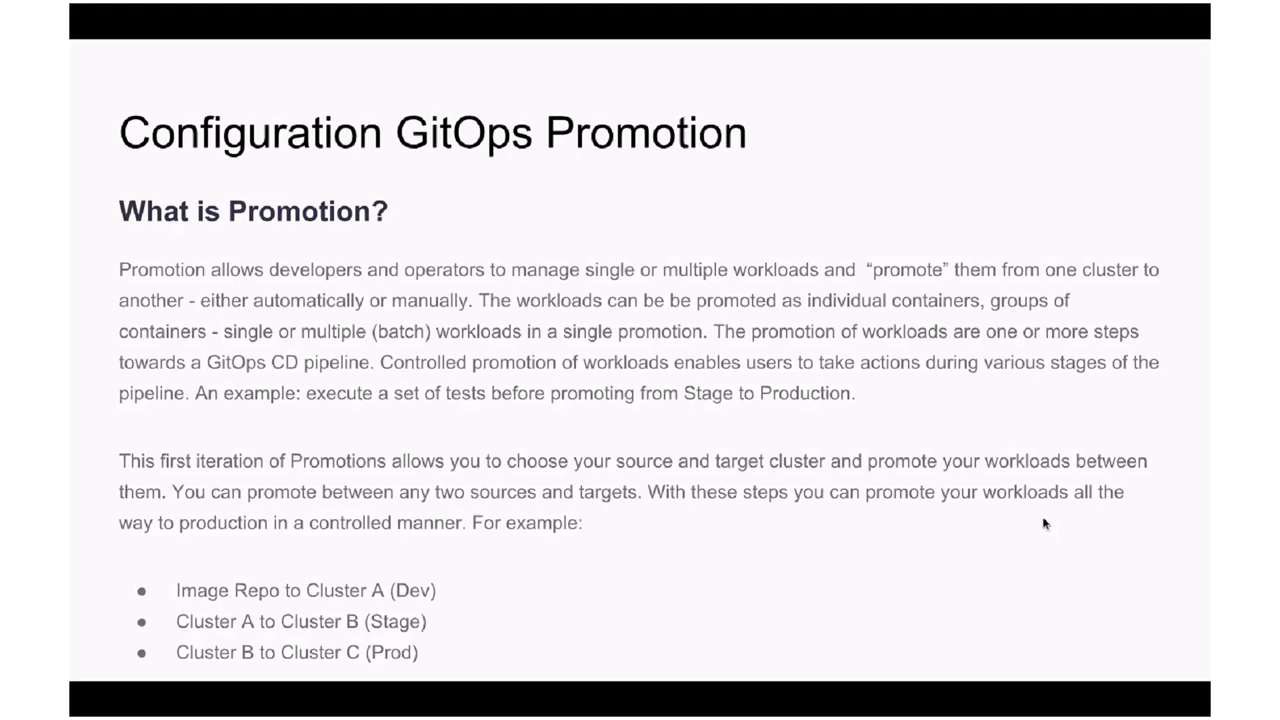 Configuration GitOps Promotion
What is Promotion?
Promotion allows developers and operators to manage single or multiple workloads and  “promote” them from one cluster to
another - either automatically or manually. The workloads can be be promoted as individual containers, groups of
containers - single or multiple (batch) workloads in a single promotion. The promotion of workloads are one or more steps
towards a GitOps CD pipeline. Controlled promotion of workloads enables users to take actions during various stages of the
pipeline. An example: execute a set of tests before promoting from Stage to Production.
This first iteration of Promotions allows you to choose your source and target cluster and promote your workloads between
them. You can promote between any two sources and targets. With these steps you can promote your workloads all the
way to production in a controlled manner. For example:
● Image Repo to Cluster A (Dev)
● Cluster A to Cluster B (Stage)
● Cluster B to Cluster C (Prod)